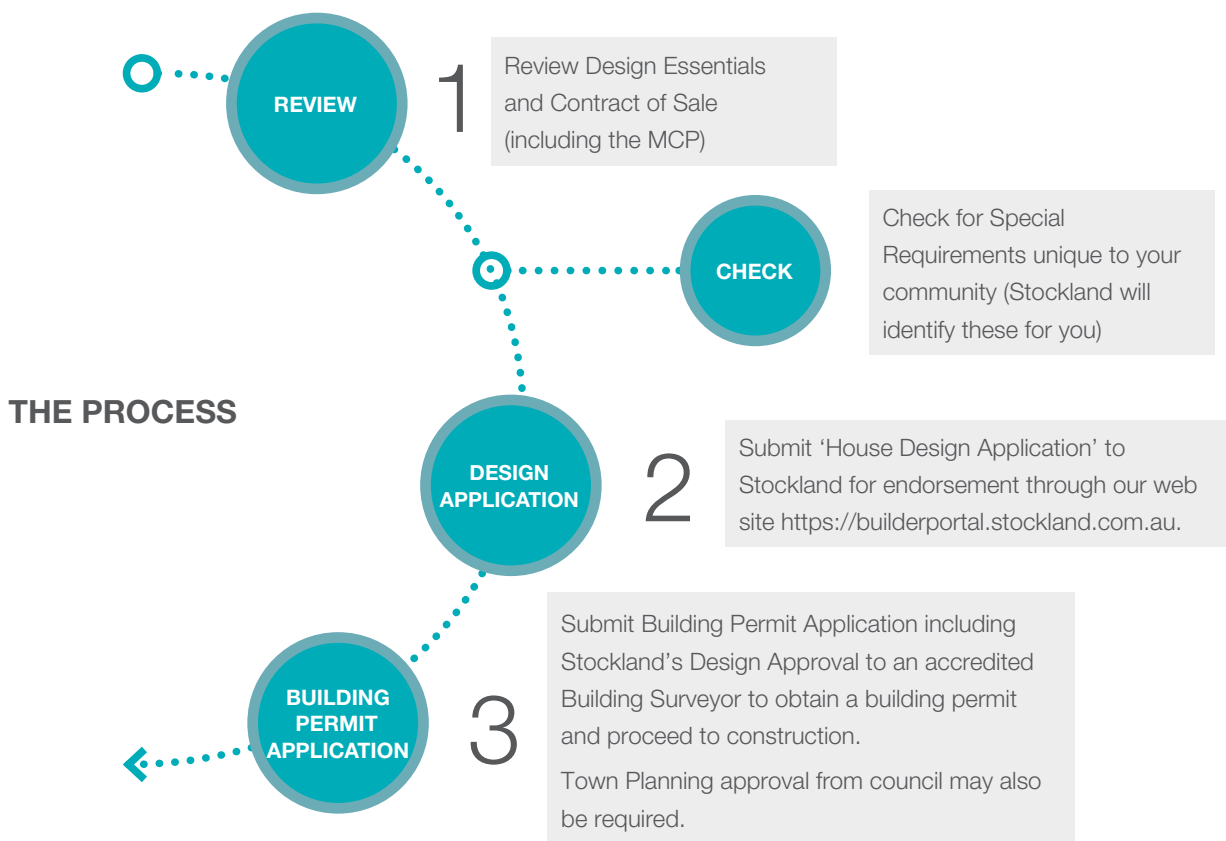 REVIEW
1
Review Design Essentials
and Contract of Sale
(including the MCP)
CHECK
Check for Special
Requirements unique to your
community (Stockland will
identify these for you)
THE PROCESS
DESIGN
APPLICATION
2
Submit ‘House Design Application’ to
Stockland for endorsement through our web
site https://builderportal.stockland.com.au.
BUILDING
PERMIT
APPLICATION
3
Submit Building Permit Application including
Stockland’s Design Approval to an accredited
Building Surveyor to obtain a building permit
and proceed to construction.
Town Planning approval from council may also
be required.